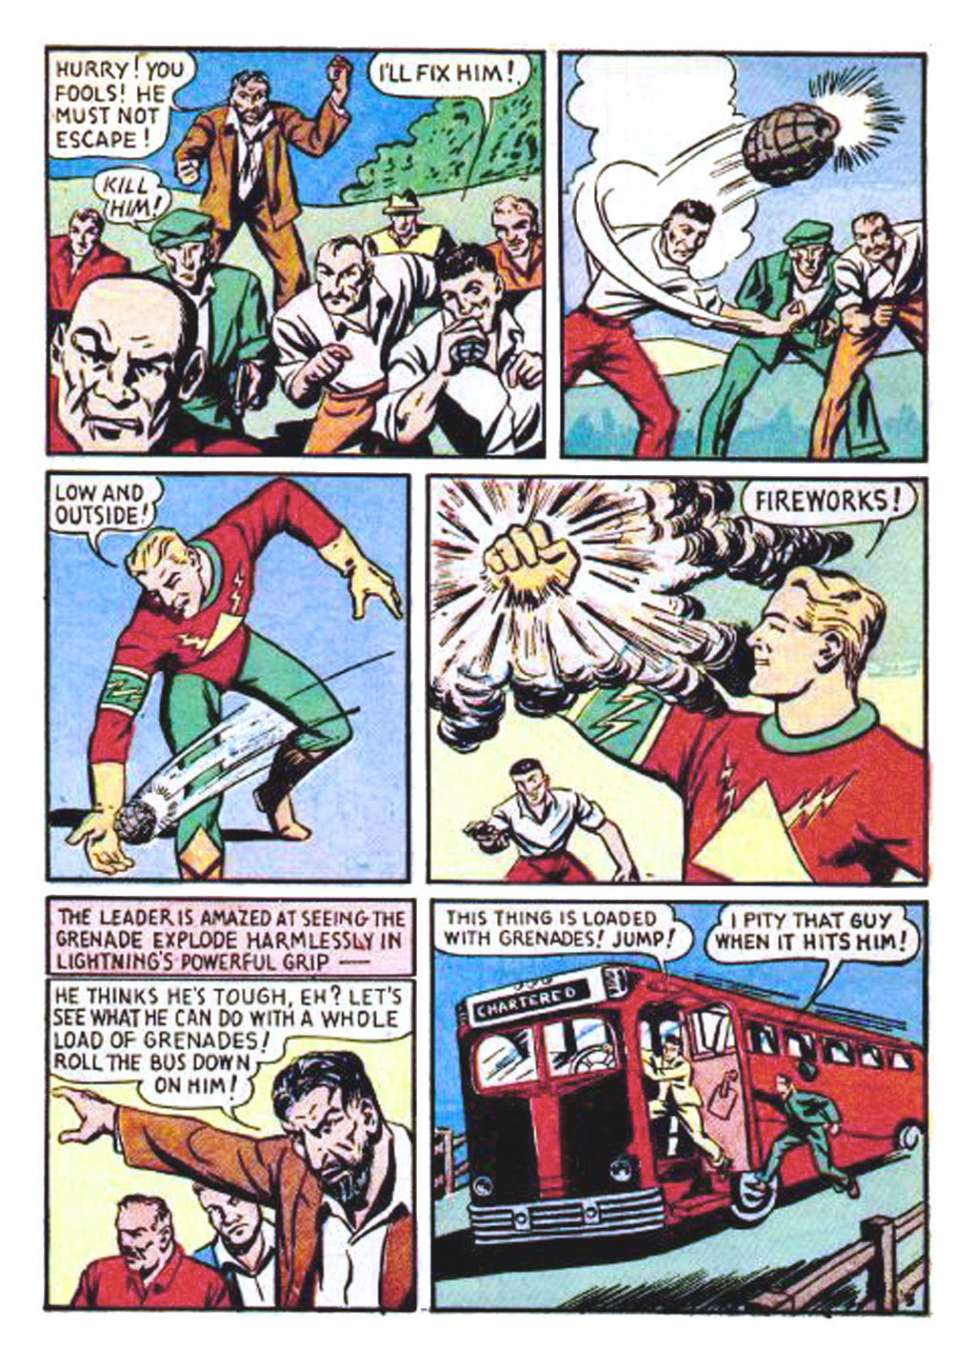 HURRY! YOU
FOOLS! HE
MUST NOT
ESCAPE!
I'LL FIX HIM!
KILL
HIM!
LOW AND
OUTSIDE!
FIREWORKS!
THE LEADER IS AMAZED AT SEEING THE
GRENADE EXPLODE HARMLESSLY IN
LIGHTNING'S POWERFUL GRIP —
HE THINKS HE'S TOUGH, EH? LET'S
SEE WHAT HE CAN DO WITH A WHOLE
LOAD OF GRENADES!
ROLL THE BUS DOWN
ON HIM!
THIS THING IS LOADED
WITH GRENADES! JUMP!
I PITY THAT GUY
WHEN IT HITS HIM!
CHARTERED